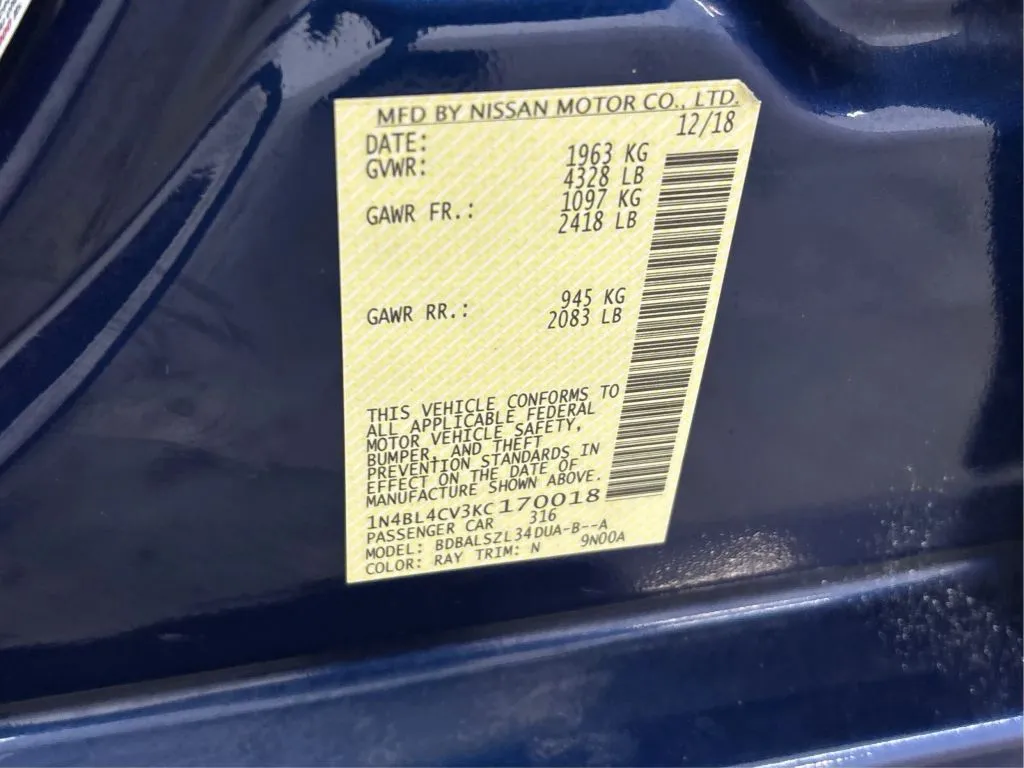 MFD BY NISSAN MOTOR CO., LTD.
DATE: 12/18
GVWR: 1963 KG
4328 LB
GAWR FR.: 1097 KG
2418 LB
GAWR RR.: 945 KG
2083 LB
THIS VEHICLE CONFORMS TO
ALL APPLICABLE FEDERAL
MOTOR VEHICLE SAFETY,
BUMPER, AND THEFT
PREVENTION STANDARDS IN
EFFECT ON THE DATE OF
MANUFACTURE SHOWN ABOVE.
1N4BL4CV3KC170018
PASSENGER CAR 316
MODEL: BDBALSZL34DUA-B--A
COLOR: RAY TRIM: N 9N00A